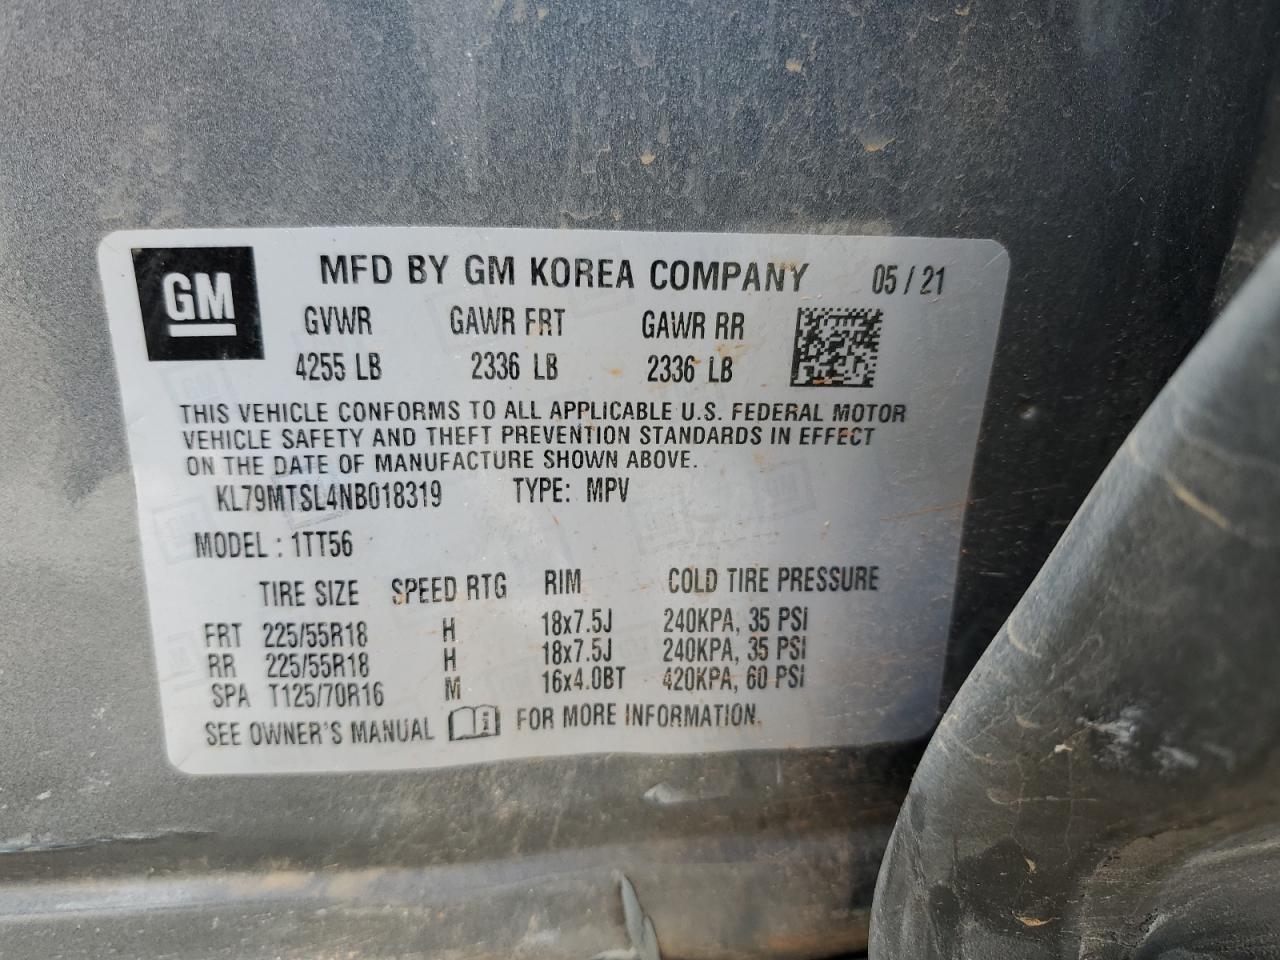 GM
MFD BY GM KOREA COMPANY 05/21
GVWR GAWR FRT GAWR RR
4255 LB 2336 LB 2336 LB
THIS VEHICLE CONFORMS TO ALL APPLICABLE U.S. FEDERAL MOTOR
VEHICLE SAFETY AND THEFT PREVENTION STANDARDS IN EFFECT
ON THE DATE OF MANUFACTURE SHOWN ABOVE.
KL79MTSL4NB018319 TYPE: MPV
MODEL : 1TT56
TIRE SIZE SPEED RTG RIM COLD TIRE PRESSURE
FRT 225/55R18 H 18x7.5J 240KPA, 35 PSI
RR 225/55R18 H 18x7.5J 240KPA, 35 PSI
SPA T125/70R16 M 16x4.0BT 420KPA, 60 PSI
SEE OWNER'S MANUAL FOR MORE INFORMATION.